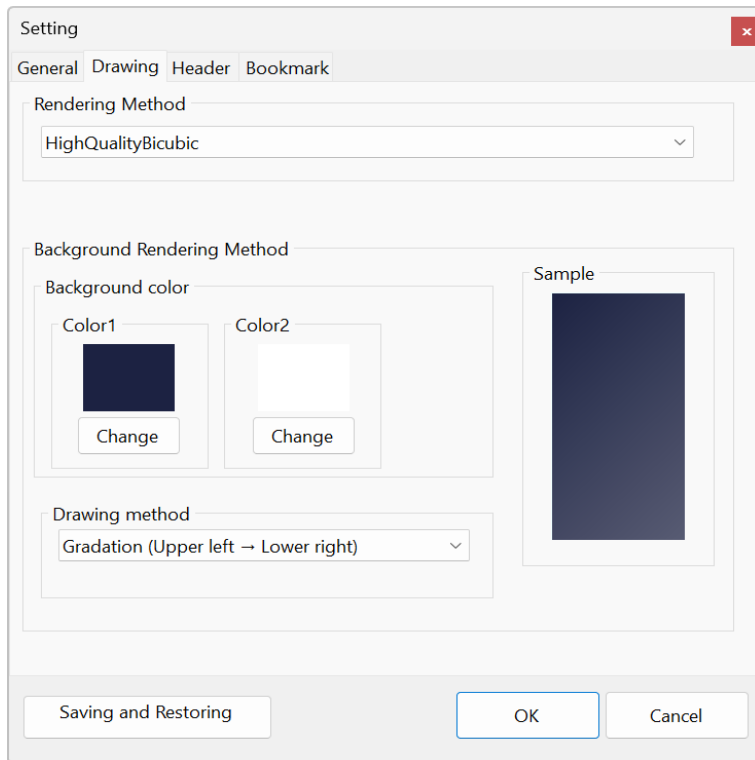 Setting
×
General Drawing Header Bookmark
Rendering Method
HighQualityBicubic
Background Rendering Method
Background color
Color1
Color2
Change
Change
Sample
Drawing method
Gradation (Upper left → Lower right)
Saving and Restoring
OK
Cancel